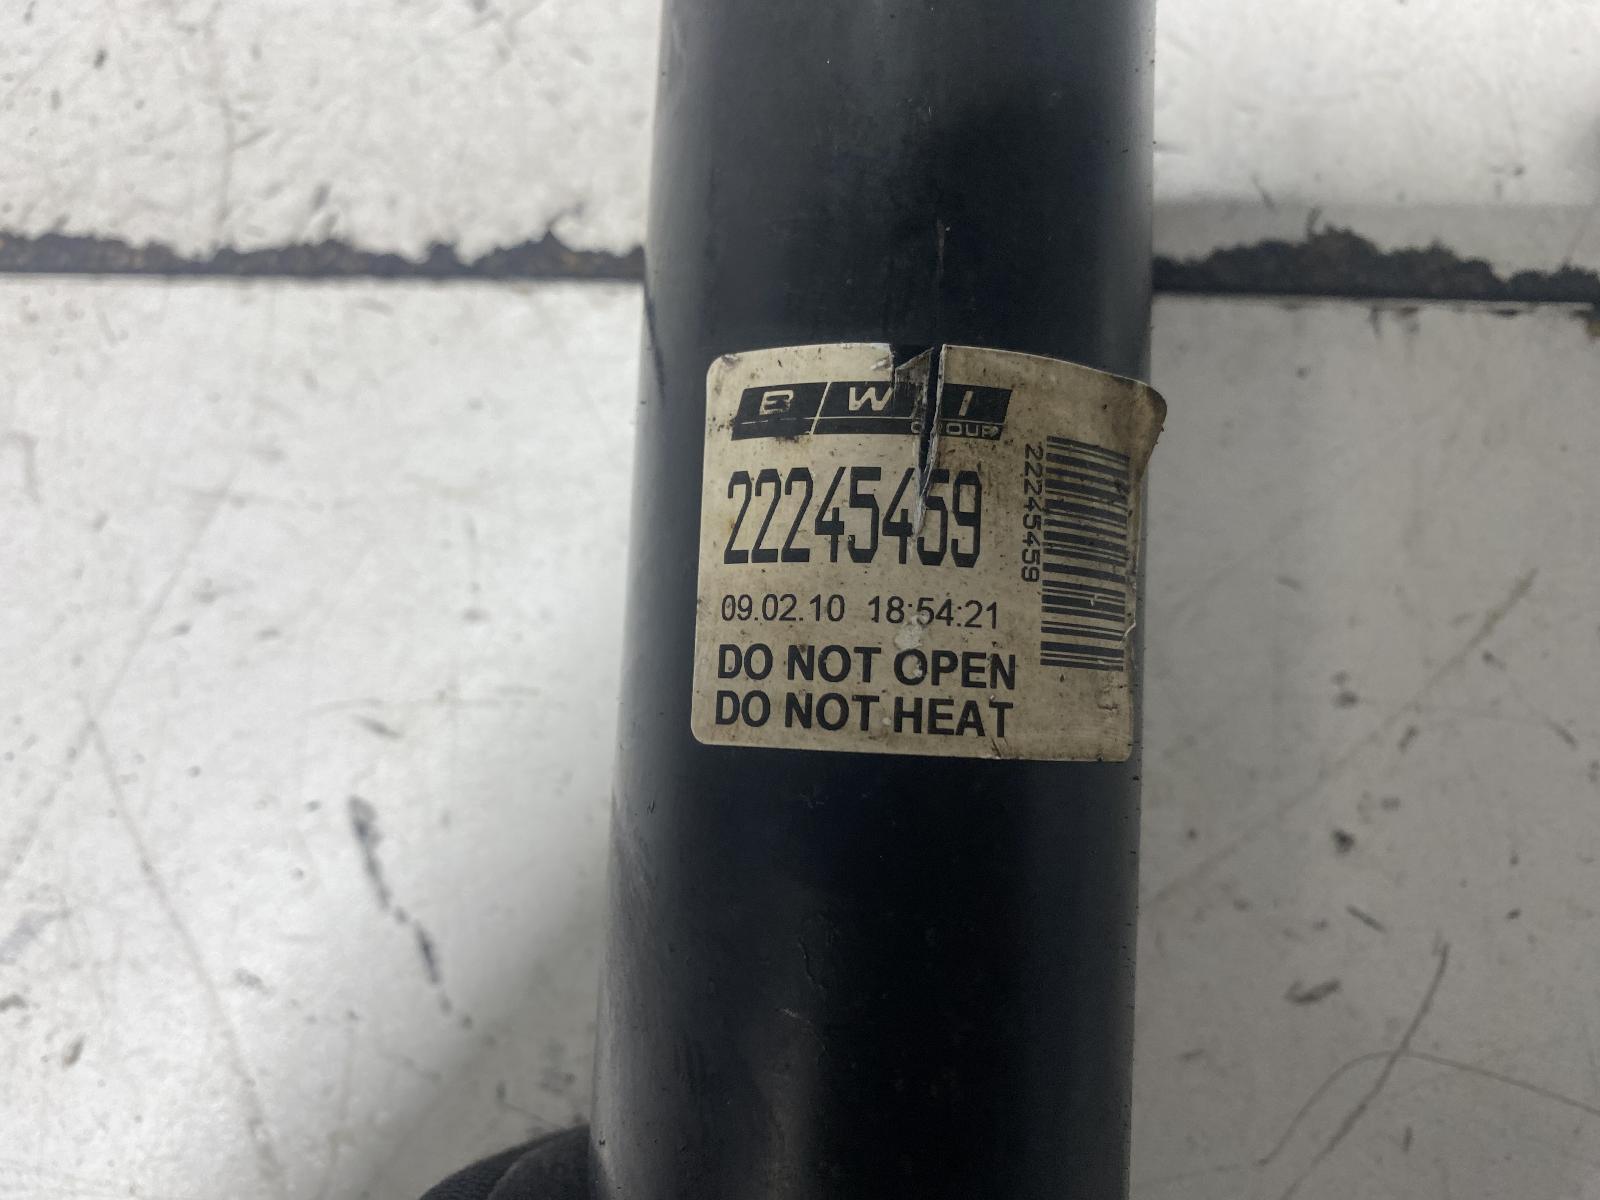 BWI
GROUP
22245459
22245459
09.02.10 18:54:21
DO NOT OPEN
DO NOT HEAT